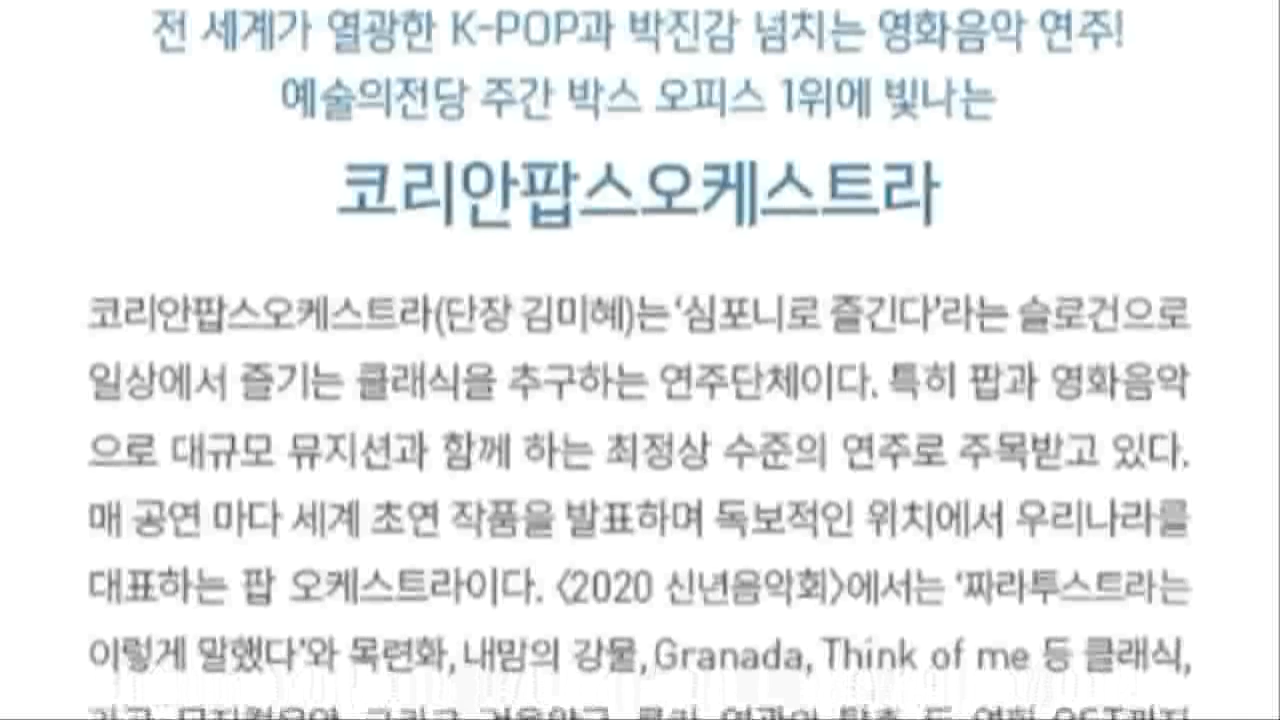 전 세계가 열광한 K-POP과 박진감 넘치는 영화음악 연주!
예술의전당 주간 박스 오피스 1위에 빛나는
코리안팝스오케스트라
코리안팝스오케스트라(단장 김미혜)는 '심포니로 즐긴다'라는 슬로건으로
일상에서 즐기는 클래식을 추구하는 연주단체이다. 특히 팝과 영화음악
으로 대규모 뮤지션과 함께 하는 최정상 수준의 연주로 주목받고 있다.
매 공연 마다 세계 초연 작품을 발표하며 독보적인 위치에서 우리나라를
대표하는 팝 오케스트라이다. <2020 신년음악회>에서는 '짜라투스트라는
이렇게 말했다'와 목련화, 내맘의 강물, Granada, Think of me 등 클래식,